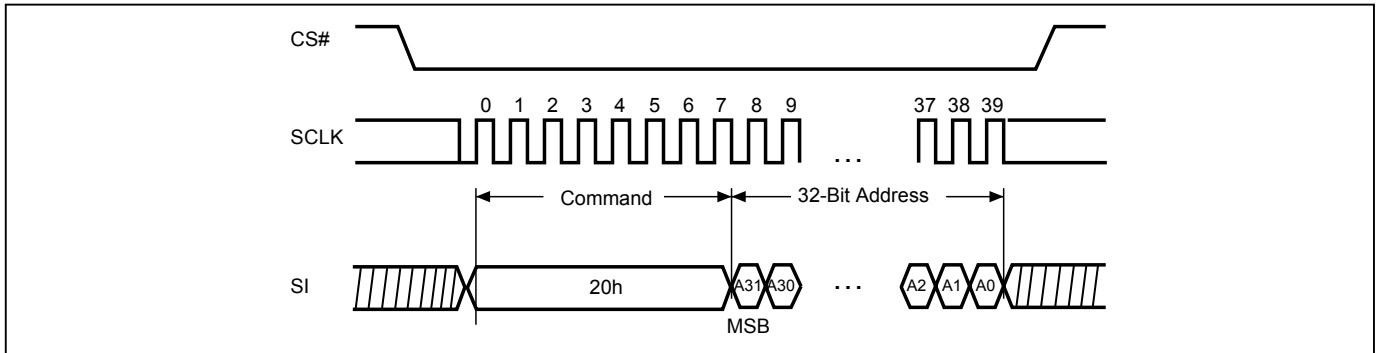 CS#
0 1 2 3 4 5 6 7 8 9 37 38 39
SCLK
...
Command 32-Bit Address
SI 20h A31 A30 ... A2 A1 A0
MSB